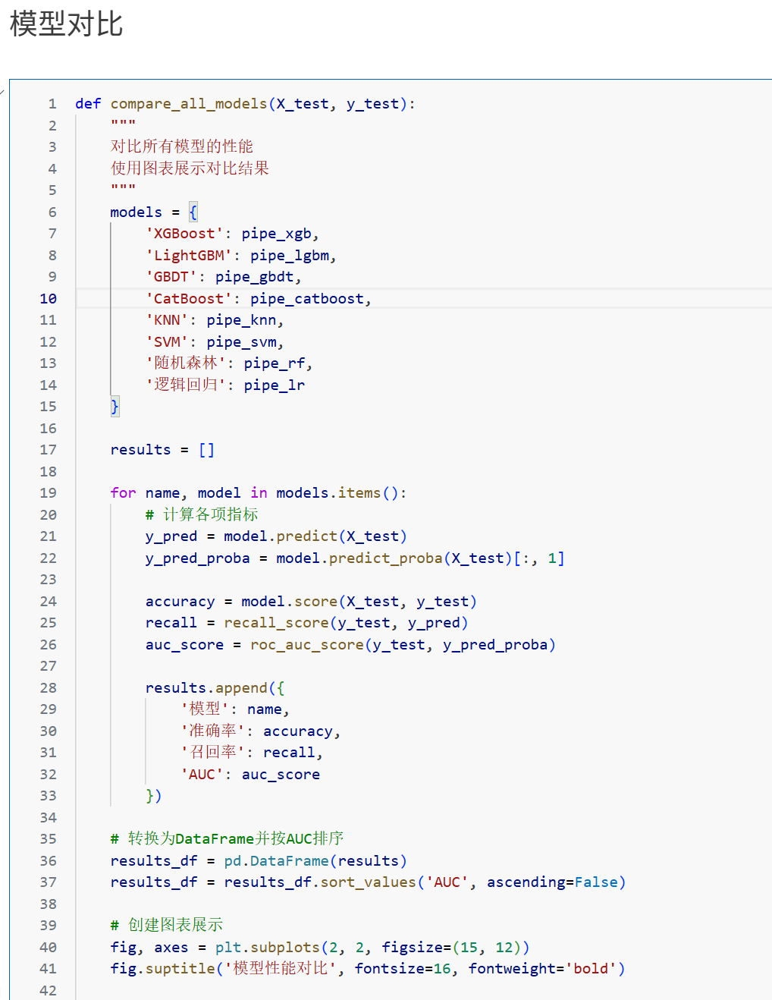 模型对比
1 def compare_all_models(X_test, y_test):
2     """
3     对比所有模型的性能
4     使用图表展示对比结果
5     """
6     models = {
7         'XGBoost': pipe_xgb,
8         'LightGBM': pipe_lgbm,
9         'GBDT': pipe_gbdt,
10         'CatBoost': pipe_catboost,
11         'KNN': pipe_knn,
12         'SVM': pipe_svm,
13         '随机森林': pipe_rf,
14         '逻辑回归': pipe_lr
15     }
16
17     results = []
18
19     for name, model in models.items():
20         # 计算各项指标
21         y_pred = model.predict(X_test)
22         y_pred_proba = model.predict_proba(X_test)[:, 1]
23
24         accuracy = model.score(X_test, y_test)
25         recall = recall_score(y_test, y_pred)
26         auc_score = roc_auc_score(y_test, y_pred_proba)
27
28         results.append({
29             '模型': name,
30             '准确率': accuracy,
31             '召回率': recall,
32             'AUC': auc_score
33         })
34
35     # 转换为DataFrame并按AUC排序
36     results_df = pd.DataFrame(results)
37     results_df = results_df.sort_values('AUC', ascending=False)
38
39     # 创建图表展示
40     fig, axes = plt.subplots(2, 2, figsize=(15, 12))
41     fig.suptitle('模型性能对比', fontsize=16, fontweight='bold')
42